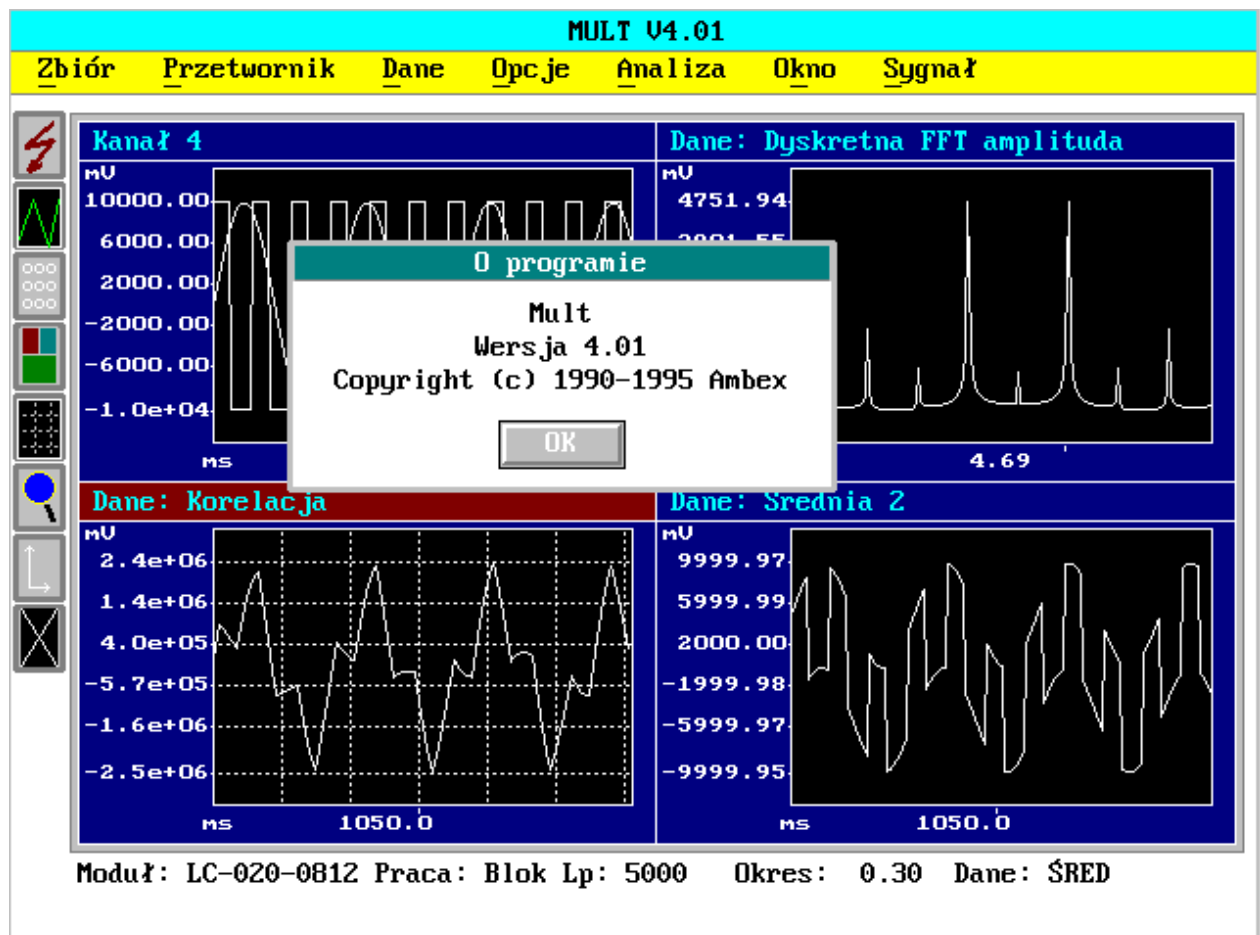 MULT V4.01
Zbiór Przetwornik Dane Opcje Analiza Okno Sygnał
Kanał 4
mV
10000.00
6000.00
2000.00
-2000.00
-6000.00
-1.0e+04
ms
Dane: Dyskretna FFT amplituda
mV
4751.94
4.69
O programie
Mult
Wersja 4.01
Copyright (c) 1990-1995 Ambex
OK
Dane: Korelacja
mV
2.4e+06
1.4e+06
4.0e+05
-5.7e+05
-1.6e+06
-2.5e+06
ms 1050.0
Dane: Średnia 2
mV
9999.97
5999.99
2000.00
-1999.98
-5999.97
-9999.95
ms 1050.0
Moduł: LC-020-0812 Praca: Blok Lp: 5000 Okres: 0.30 Dane: ŚRED